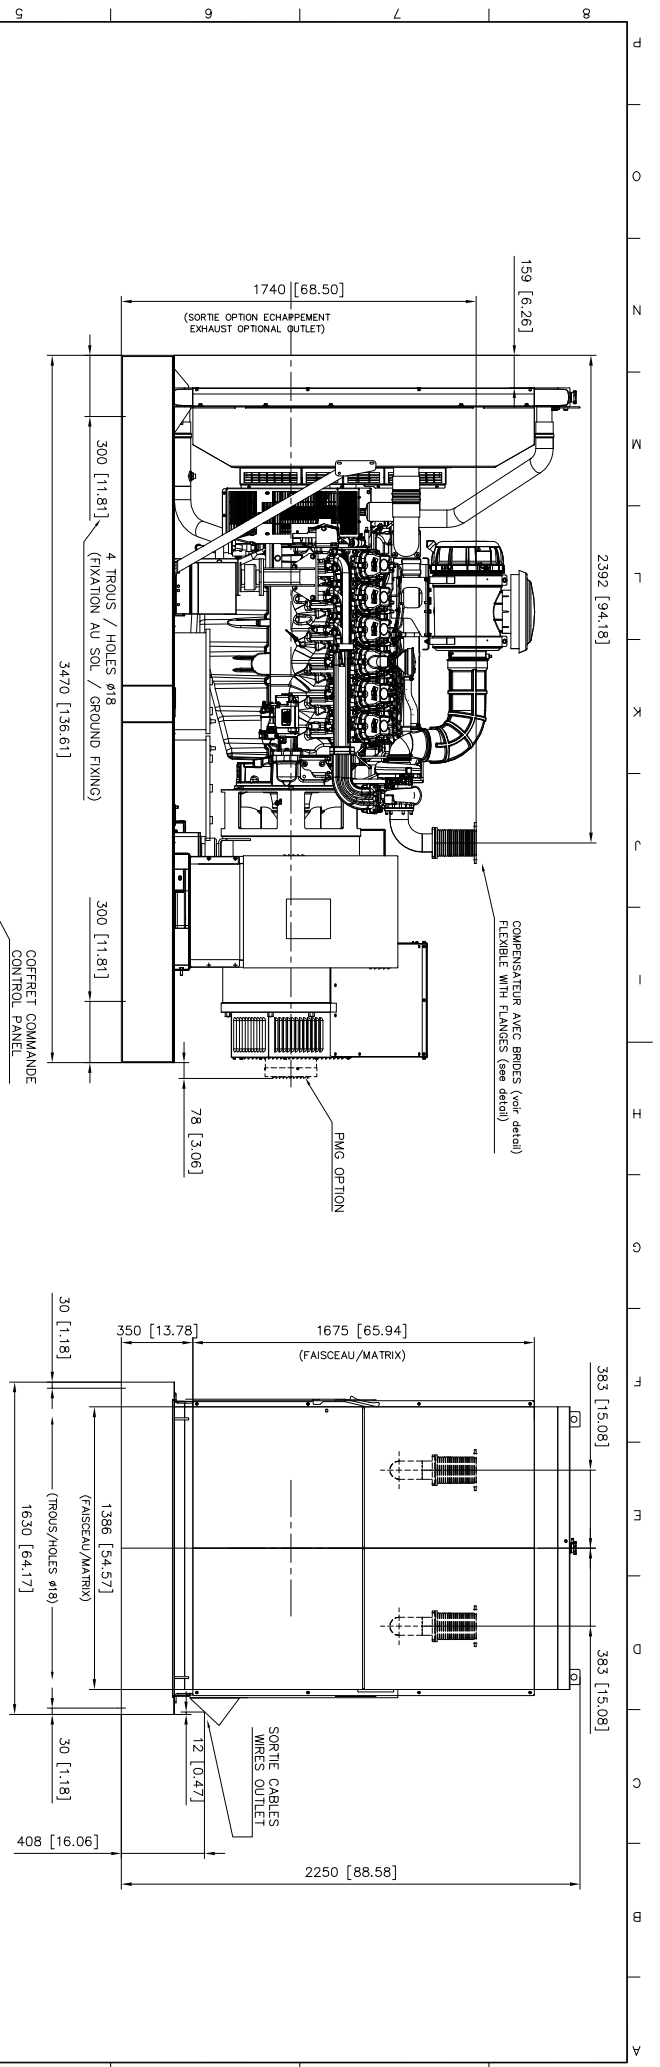 5
6
7
8
P
O
N
M
L
K
J
I
H
G
F
E
D
C
B
A
159 [6.26]
1740 [68.50]
(SORTIE OPTION ECHAPPEMENT
EXHAUST OPTIONAL OUTLET)
2392 [94.18]
300 [11.81]
4 TROUS / HOLES ø18
(FIXATION AU SOL / GROUND FIXING)
3470 [136.61]
300 [11.81]
COFFRET COMMANDE
CONTROL PANEL
COMPENSATEUR AVEC BRIDES (voir detail)
FLEXIBLE WITH FLANGES (see detail)
78 [3.06]
PMG OPTION
350 [13.78]
1675 [65.94]
(FAISCEAU/MATRIX)
30 [1.18]
383 [15.08]
1386 [54.57]
(FAISCEAU/MATRIX)
(TROUS/HOLES ø18)
1630 [64.17]
383 [15.08]
30 [1.18]
12 [0.47]
SORTIE CABLES
WIRES OUTLET
408 [16.06]
2250 [88.58]